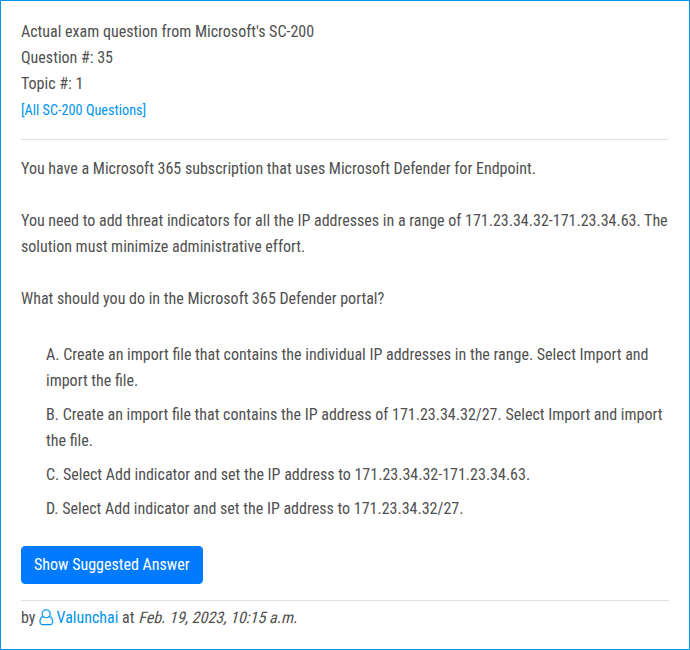 Actual exam question from Microsoft's SC-200
Question #: 35
Topic #: 1
[All SC-200 Questions]
You have a Microsoft 365 subscription that uses Microsoft Defender for Endpoint.
You need to add threat indicators for all the IP addresses in a range of 171.23.34.32-171.23.34.63. The
solution must minimize administrative effort.
What should you do in the Microsoft 365 Defender portal?
A. Create an import file that contains the individual IP addresses in the range. Select Import and
import the file.
B. Create an import file that contains the IP address of 171.23.34.32/27. Select Import and import
the file.
C. Select Add indicator and set the IP address to 171.23.34.32-171.23.34.63.
D. Select Add indicator and set the IP address to 171.23.34.32/27.
Show Suggested Answer
by Valunchai at Feb. 19, 2023, 10:15 a.m.